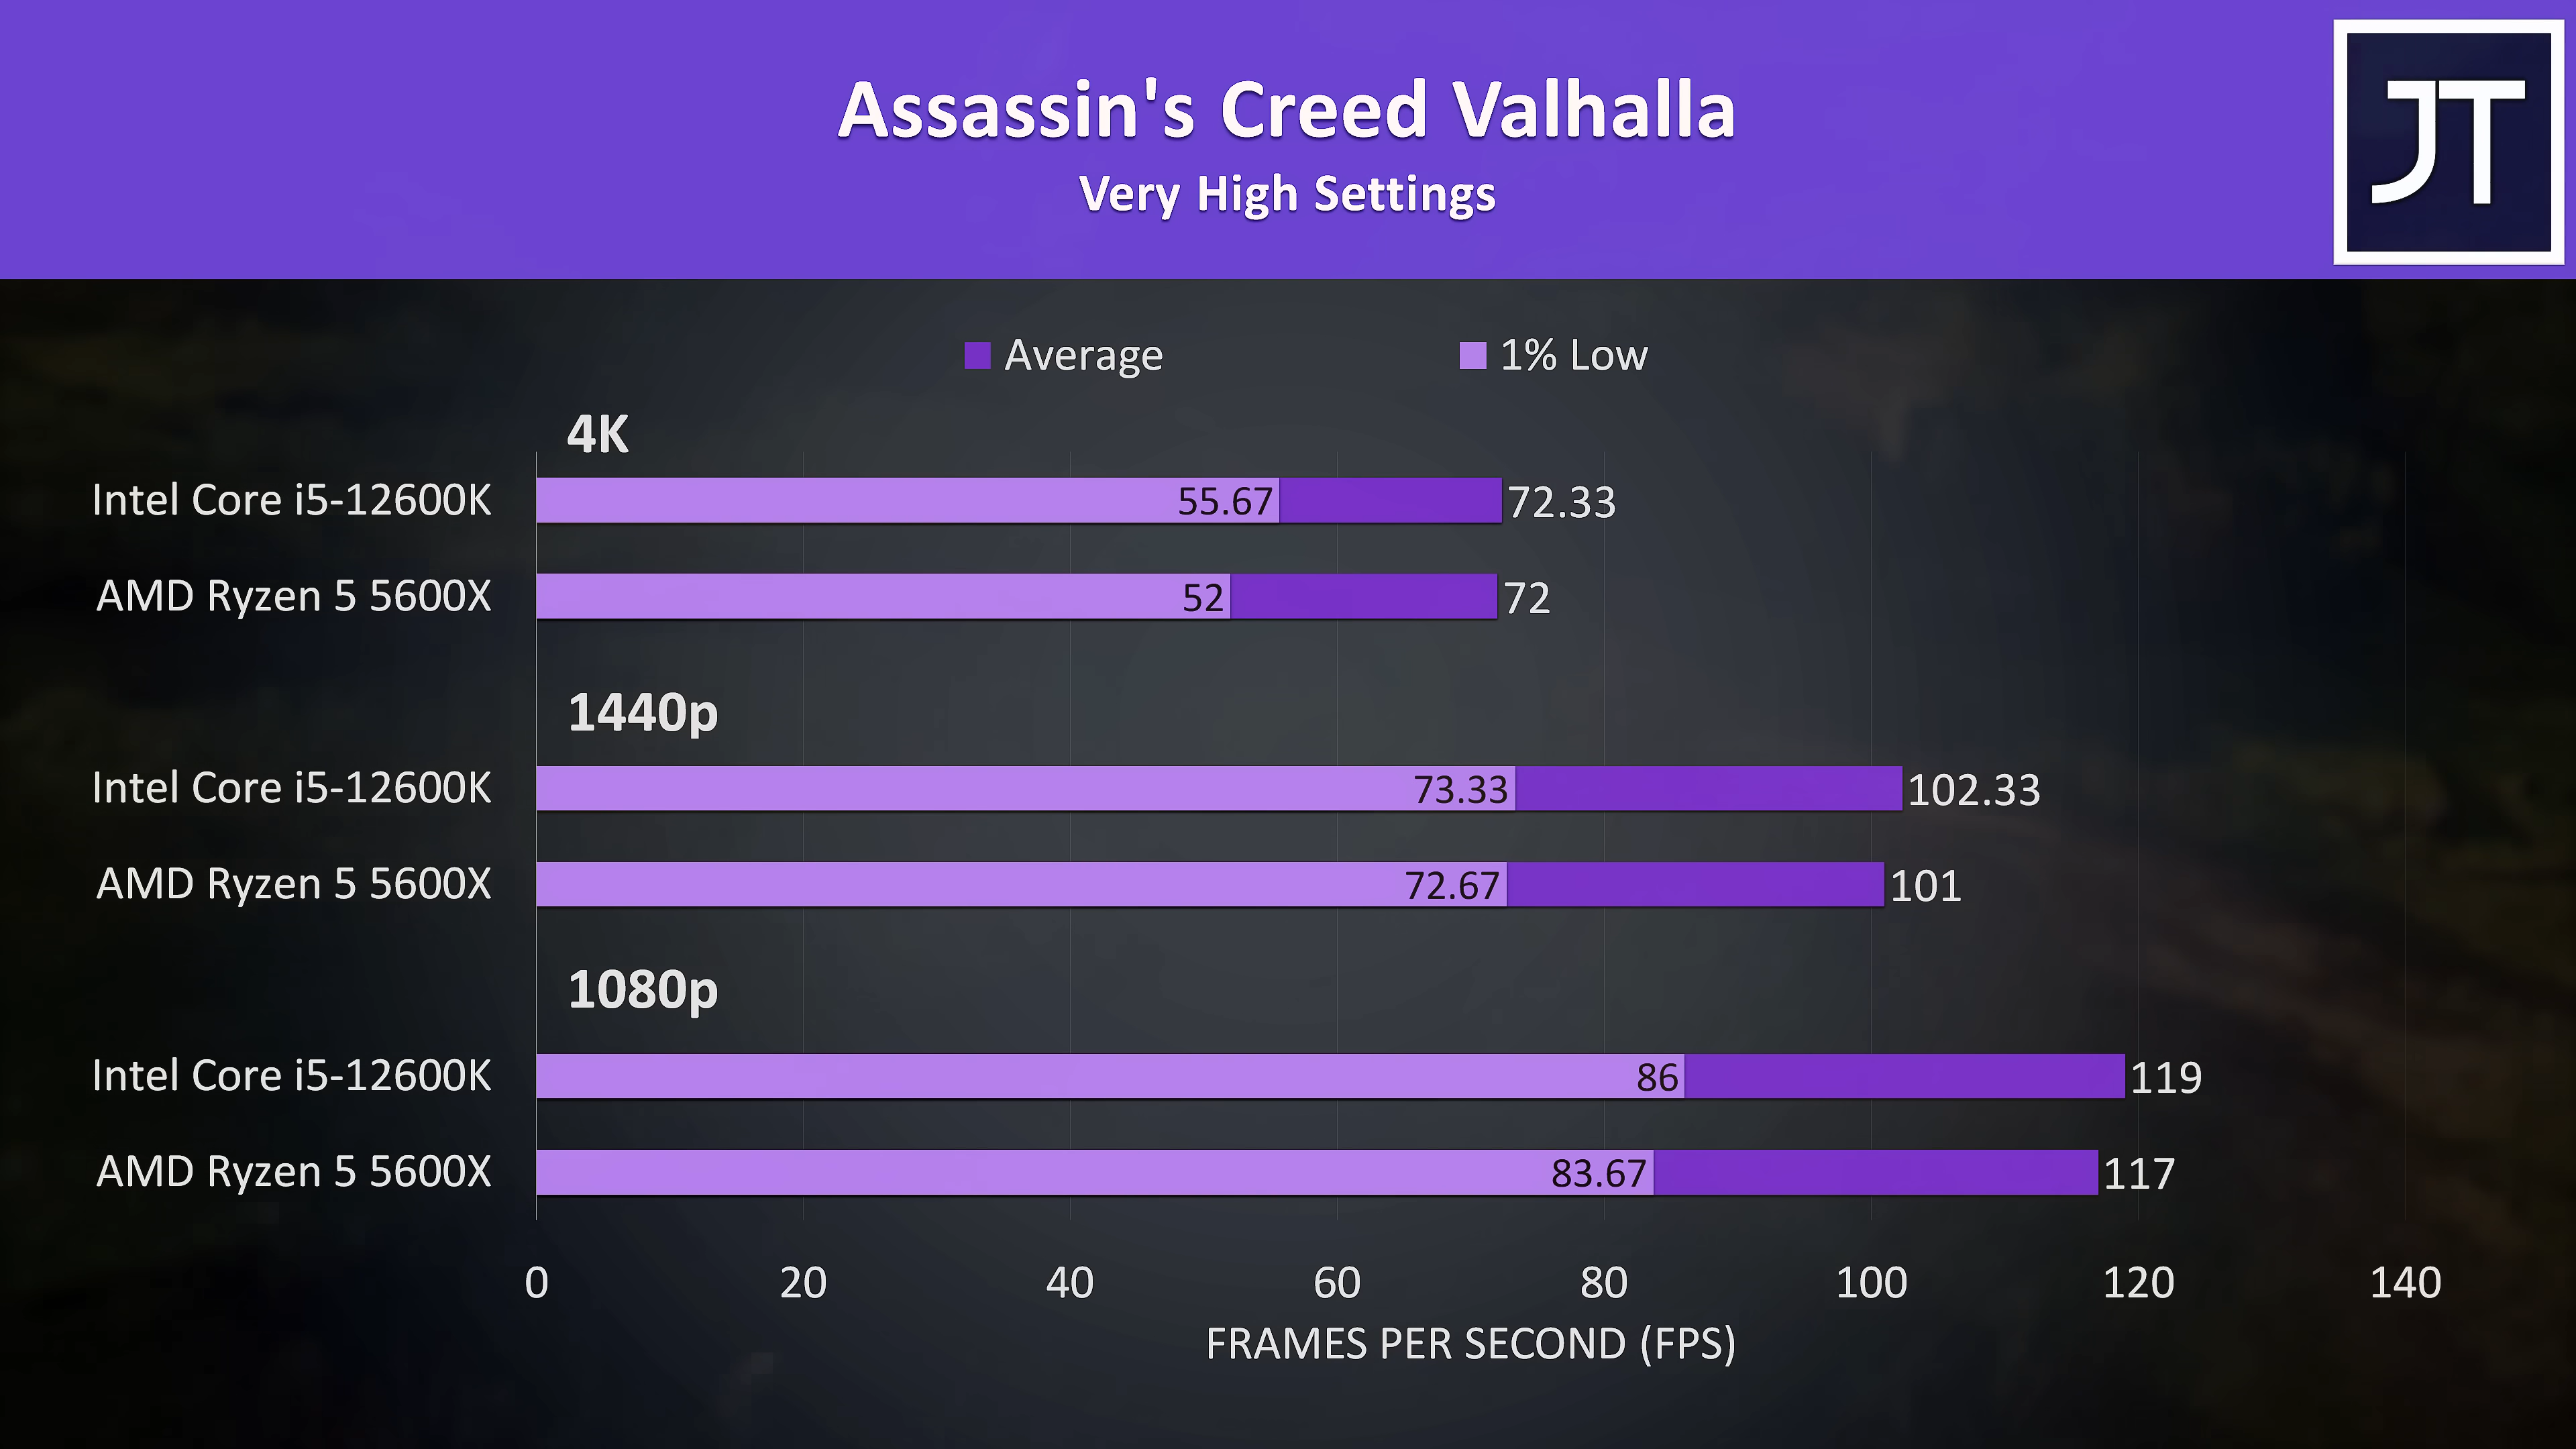 Assassin's Creed Valhalla
Very High Settings
JT
Average 1% Low
4K
Intel Core i5-12600K 55.67 72.33
AMD Ryzen 5 5600X 52 72
1440p
Intel Core i5-12600K 73.33 102.33
AMD Ryzen 5 5600X 72.67 101
1080p
Intel Core i5-12600K 86 119
AMD Ryzen 5 5600X 83.67 117
0 20 40 60 80 100 120 140
FRAMES PER SECOND (FPS)